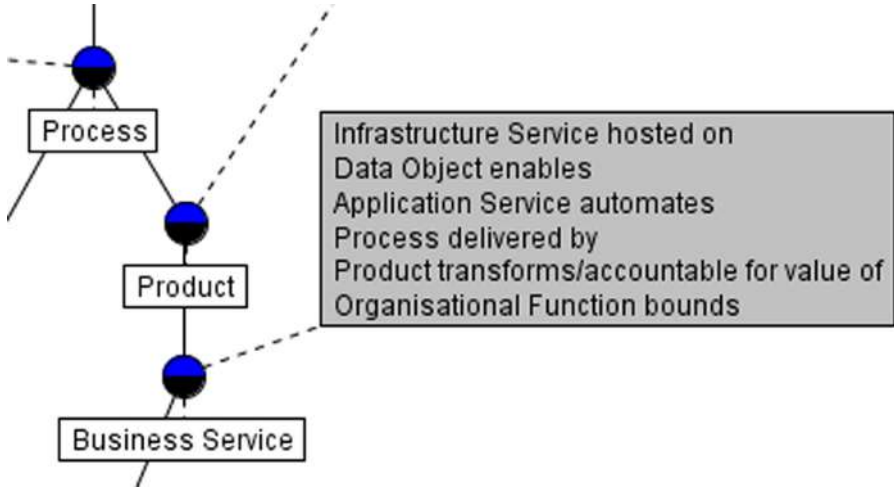 Process
Infrastructure Service hosted on
Data Object enables
Application Service automates
Process delivered by
Product transforms/accountable for value of
Organisational Function bounds
Product
Business Service